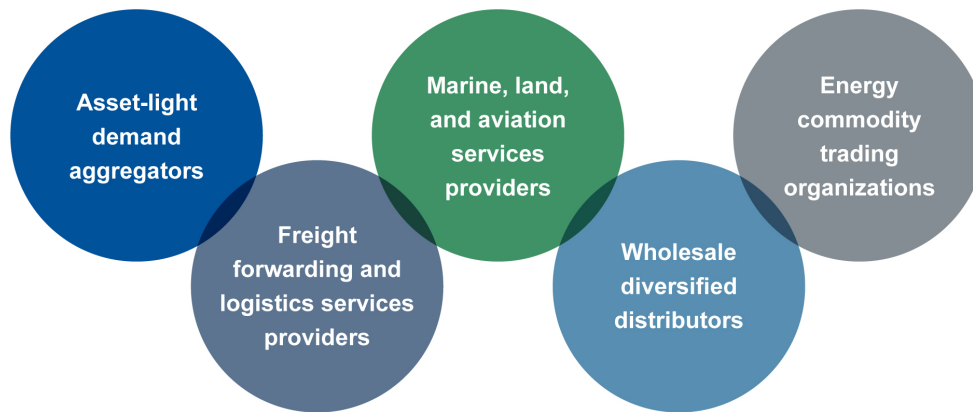 Asset-light
demand
aggregators
Freight
forwarding and
logistics services
providers
Marine, land,
and aviation
services
providers
Wholesale
diversified
distributors
Energy
commodity
trading
organizations